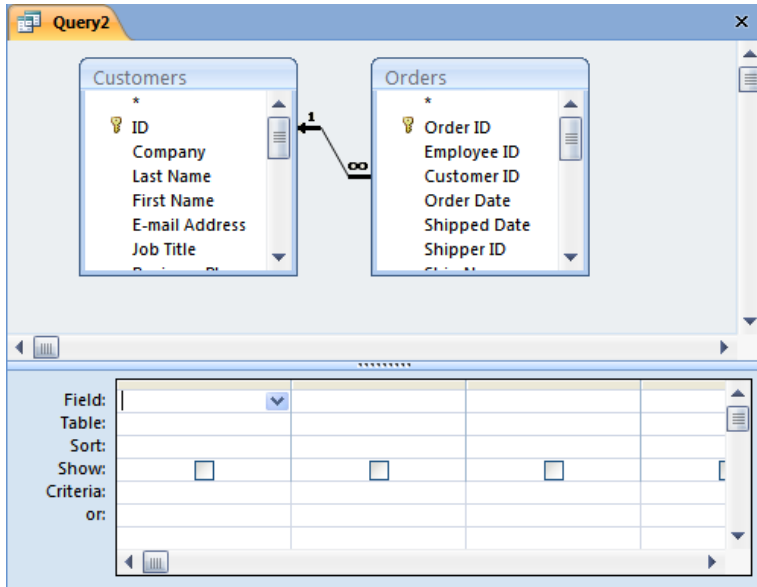 Query2
Customers
*
ID
Company
Last Name
First Name
E-mail Address
Job Title
1
∞
Orders
*
Order ID
Employee ID
Customer ID
Order Date
Shipped Date
Shipper ID
Field:
Table:
Sort:
Show:
Criteria:
or: